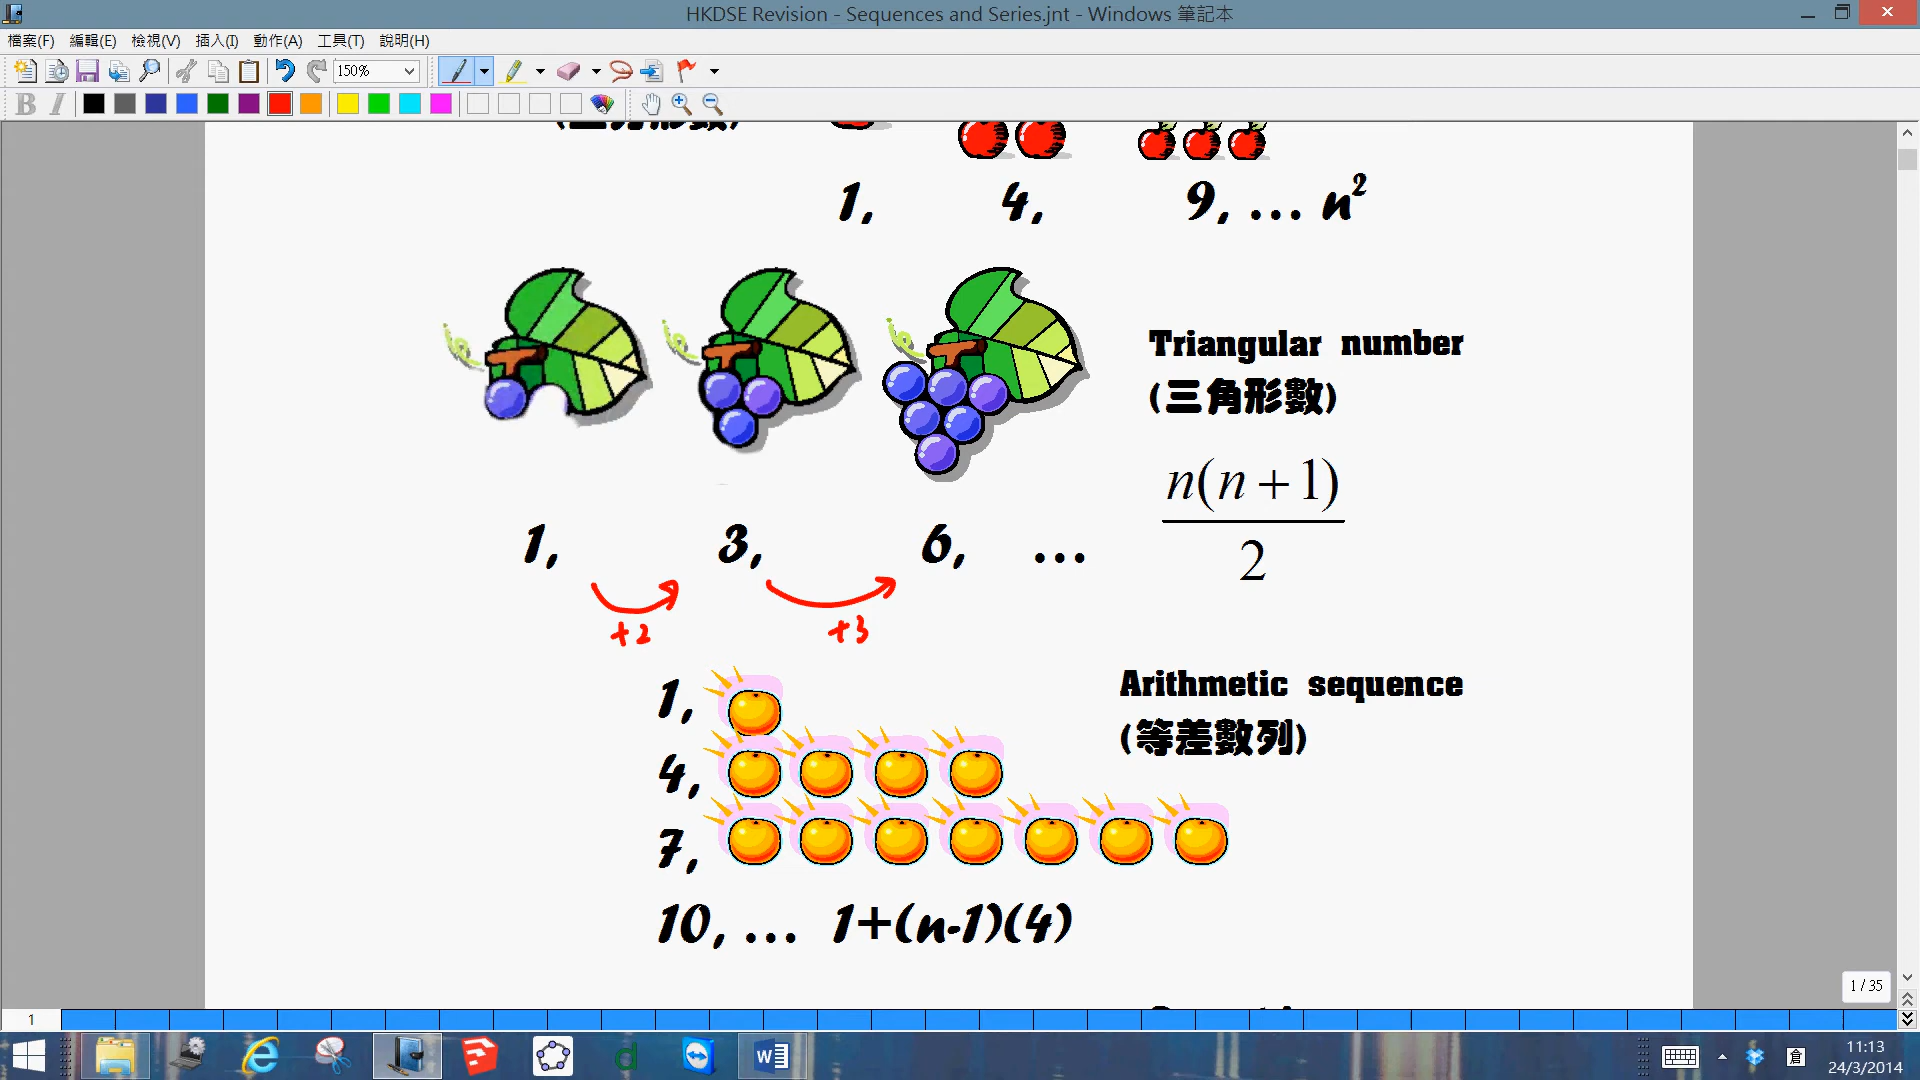 HKDSE Revision - Sequences and Series.jnt - Windows 筆記本
檔案(F) 編輯(E) 檢視(V) 插入(I) 動作(A) 工具(T) 說明(H)
150%
B I
1, 4, 9, ... n²
Triangular number
(三角形數)
n(n+1)
2
1, 3, 6, ...
+2 +3
1,
Arithmetic sequence
(等差數列)
4,
7,
10, ... 1+(n-1)(4)
1 / 35
1
11:13
倉
24/3/2014